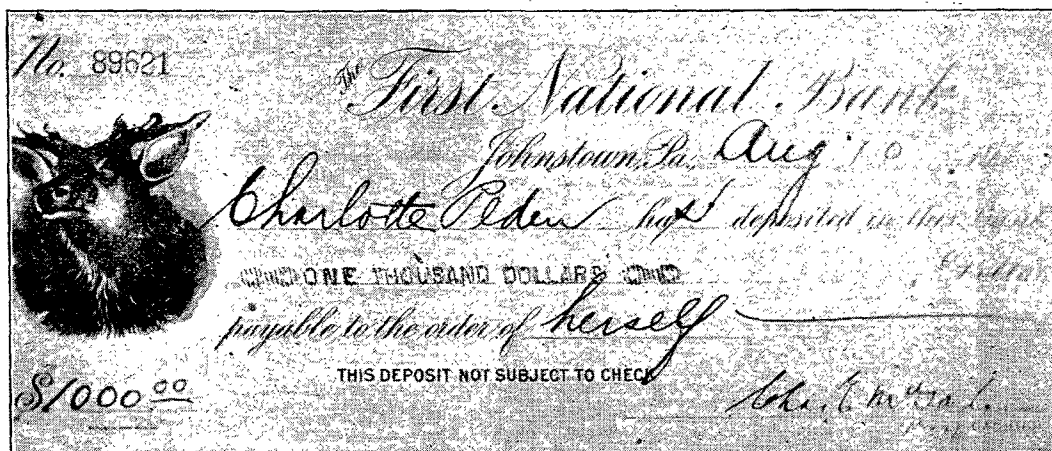 No. 89621
The First National Bank
Johnstown, Pa. Aug 10
Charlotte Peden has deposited in this Bank
ONE THOUSAND DOLLARS
payable to the order of herself
THIS DEPOSIT NOT SUBJECT TO CHECK
$1000.00